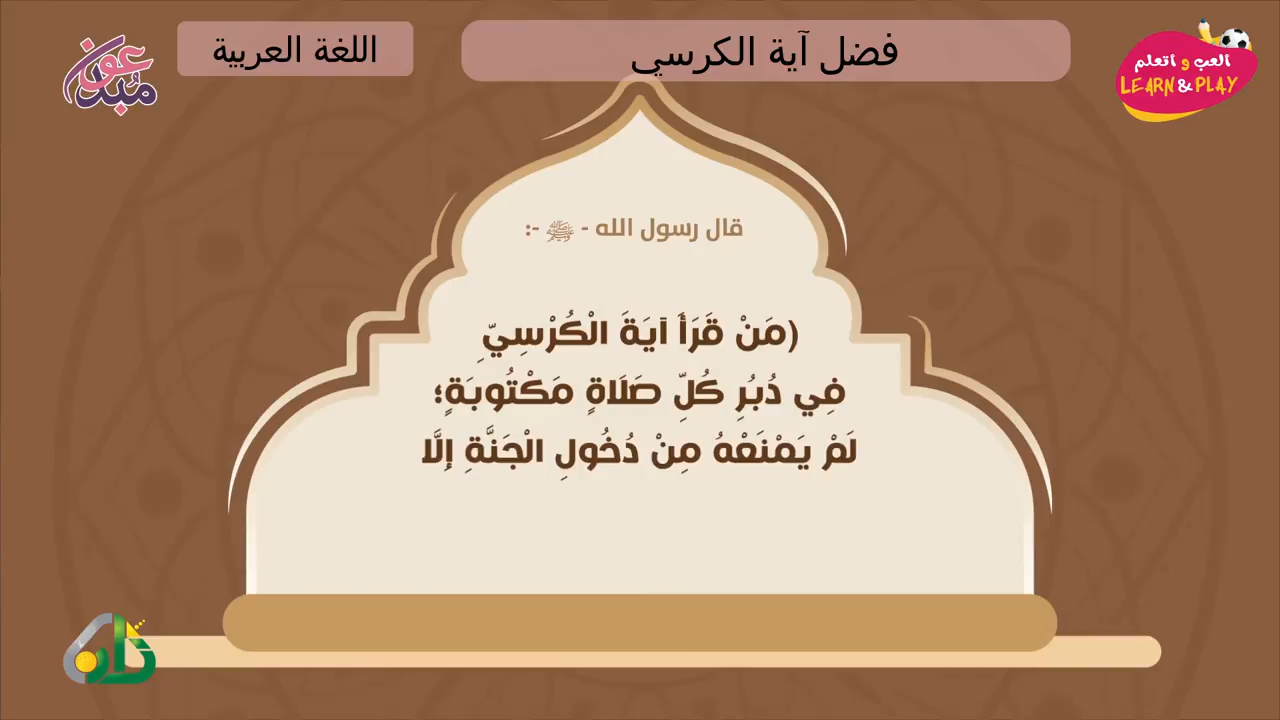 فضل آية الكرسي
اللغة العربية
مبدعون
العب و اتعلم
LEARN & PLAY
قال رسول الله - ﷺ -:
(مَنْ قَرَأَ آيَةَ الْكُرْسِيِّ
فِي دُبُرِ كُلِّ صَلَاةٍ مَكْتُوبَةٍ؛
لَمْ يَمْنَعْهُ مِنْ دُخُولِ الْجَنَّةِ إِلَّا